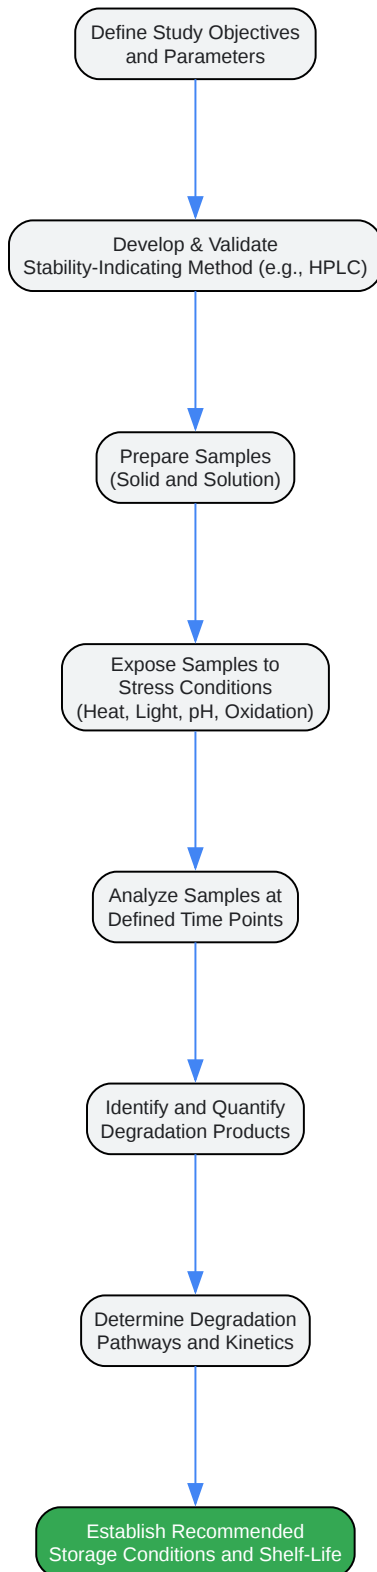 Define Study Objectives
and Parameters
Develop & Validate
Stability-Indicating Method (e.g., HPLC)
Prepare Samples
(Solid and Solution)
Expose Samples to
Stress Conditions
(Heat, Light, pH, Oxidation)
Analyze Samples at
Defined Time Points
Identify and Quantify
Degradation Products
Determine Degradation
Pathways and Kinetics
Establish Recommended
Storage Conditions and Shelf-Life